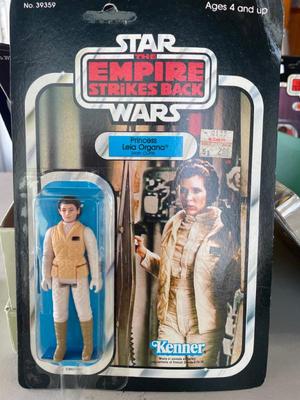 No. 39359
Ages 4 and up
STAR
THE
EMPIRE
STRIKES BACK
WARS
Princess
Leia Organa
Kenner